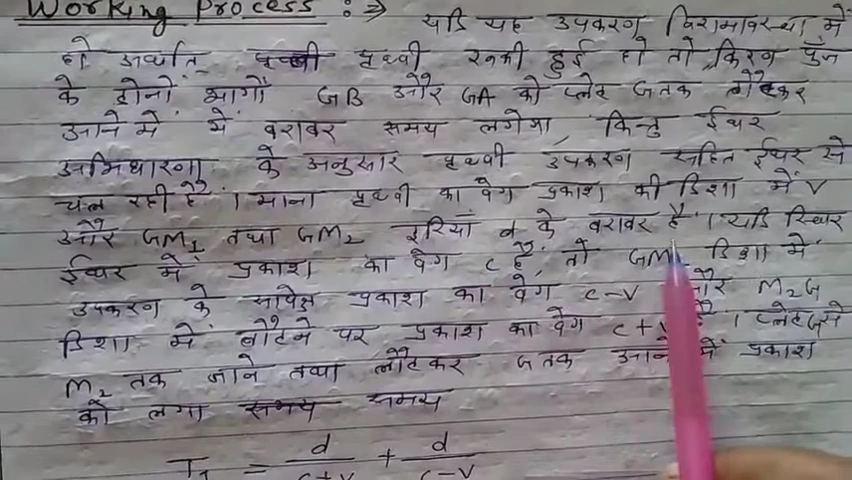 Working Process :⇒ यदि यह उपकरण विरामावस्था में
हो अर्थात् पृथ्वी रुकी हुई हो तो किरण पुंज
के दोनों भागों GB और GA को प्लेट G तक लौटकर
आने में में बराबर समय लगेगा, किन्तु ईथर
अभिधारणा के अनुसार पृथ्वी उपकरण सहित ईथर से
चल रही है । माना पृथ्वी का वेग प्रकाश की दिशा में v
और GM₁ तथा GM₂ दूरियाँ d के बराबर है । यदि स्थिर
ईथर में प्रकाश का वेग c है, तो GM दिशा में
उपकरण के सापेक्ष प्रकाश का वेग c-v और M₂G
दिशा में लौटने पर प्रकाश का वेग c+v है । प्लेट G से
M₂ तक जाने तथा लौटकर G तक आने में प्रकाश
को लगा समय समय
T₁ = d/(c+v) + d/(c-v)